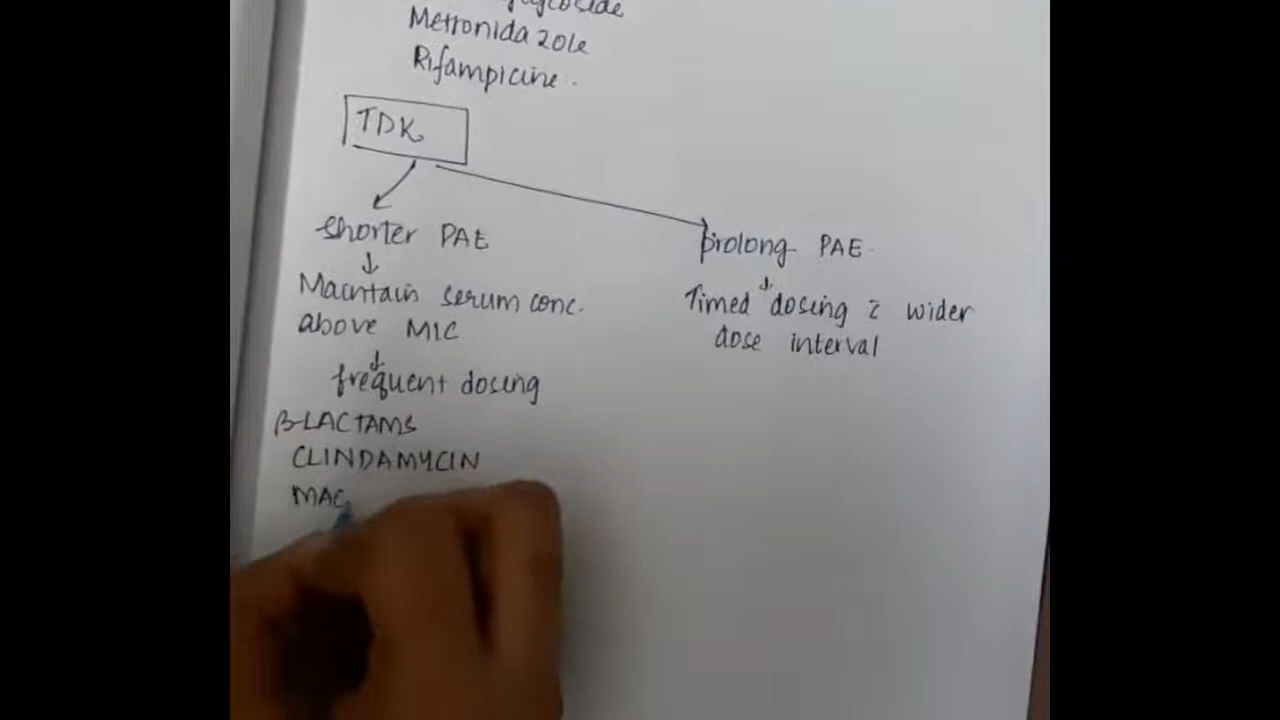 Metronidazole
Rifampicine.
TDK
shorter PAE
↓
Maintain serum conc.
above MIC
↓
frequent dosing
β-LACTAMS
CLINDAMYCIN
MAC
prolong PAE
↓
Timed dosing c̄ wider
dose interval